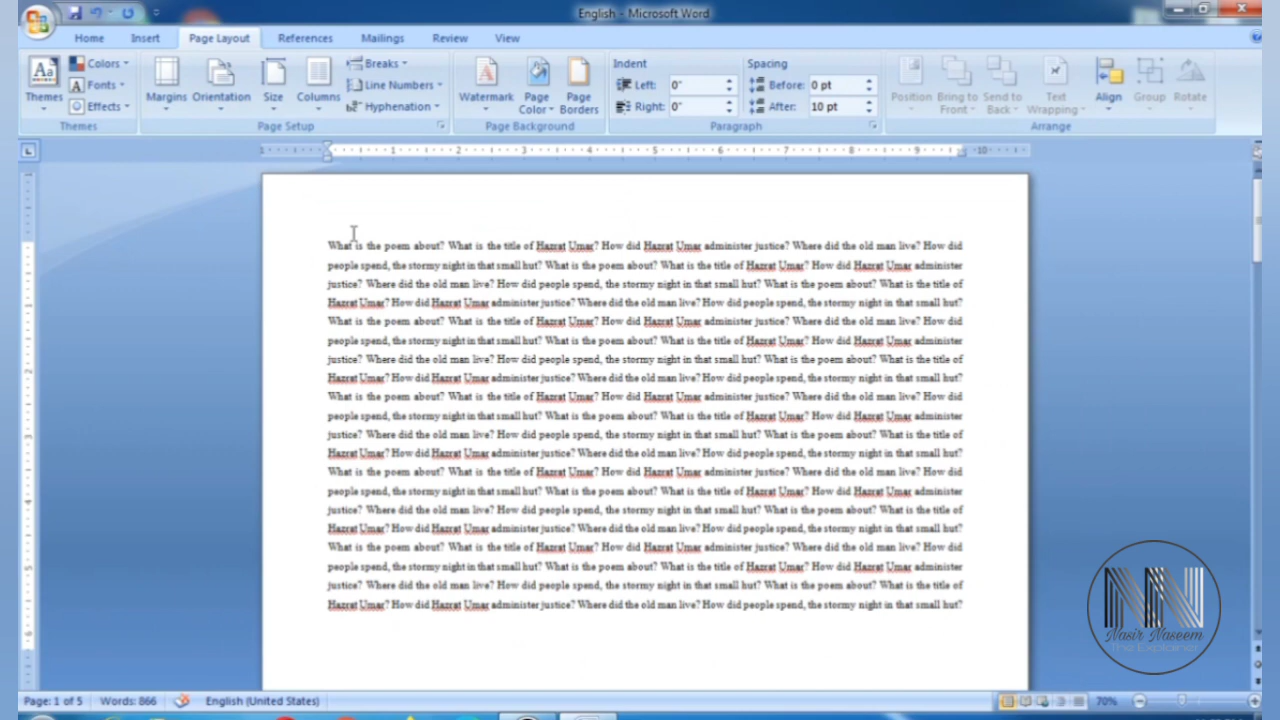 English - Microsoft Word
Home Insert Page Layout References Mailings Review View
Themes
Colors
Fonts
Effects
Themes
Margins Orientation Size Columns
Breaks
Line Numbers
Hyphenation
Page Setup
Watermark Page Color Page Borders
Page Background
Indent
Left: 0"
Right: 0"
Spacing
Before: 0 pt
After: 10 pt
Paragraph
Position Bring to Front Send to Back Text Wrapping Align Group Rotate
Arrange
1 1 2 3 4 5 6 7 8 9 10
What is the poem about? What is the title of Hazrat Umar? How did Hazrat Umar administer justice? Where did the old man live? How did
people spend, the stormy night in that small hut? What is the poem about? What is the title of Hazrat Umar? How did Hazrat Umar administer
justice? Where did the old man live? How did people spend, the stormy night in that small hut? What is the poem about? What is the title of
Hazrat Umar? How did Hazrat Umar administer justice? Where did the old man live? How did people spend, the stormy night in that small hut?
What is the poem about? What is the title of Hazrat Umar? How did Hazrat Umar administer justice? Where did the old man live? How did
people spend, the stormy night in that small hut? What is the poem about? What is the title of Hazrat Umar? How did Hazrat Umar administer
justice? Where did the old man live? How did people spend, the stormy night in that small hut? What is the poem about? What is the title of
Hazrat Umar? How did Hazrat Umar administer justice? Where did the old man live? How did people spend, the stormy night in that small hut?
What is the poem about? What is the title of Hazrat Umar? How did Hazrat Umar administer justice? Where did the old man live? How did
people spend, the stormy night in that small hut? What is the poem about? What is the title of Hazrat Umar? How did Hazrat Umar administer
justice? Where did the old man live? How did people spend, the stormy night in that small hut? What is the poem about? What is the title of
Hazrat Umar? How did Hazrat Umar administer justice? Where did the old man live? How did people spend, the stormy night in that small hut?
What is the poem about? What is the title of Hazrat Umar? How did Hazrat Umar administer justice? Where did the old man live? How did
people spend, the stormy night in that small hut? What is the poem about? What is the title of Hazrat Umar? How did Hazrat Umar administer
justice? Where did the old man live? How did people spend, the stormy night in that small hut? What is the poem about? What is the title of
Hazrat Umar? How did Hazrat Umar administer justice? Where did the old man live? How did people spend, the stormy night in that small hut?
What is the poem about? What is the title of Hazrat Umar? How did Hazrat Umar administer justice? Where did the old man live? How did
people spend, the stormy night in that small hut? What is the poem about? What is the title of Hazrat Umar? How did Hazrat Umar administer
justice? Where did the old man live? How did people spend, the stormy night in that small hut? What is the poem about? What is the title of
Hazrat Umar? How did Hazrat Umar administer justice? Where did the old man live? How did people spend, the stormy night in that small hut?
NN
Nasir Naseem
The Explainer
Page: 1 of 5 Words: 866 English (United States) 70%